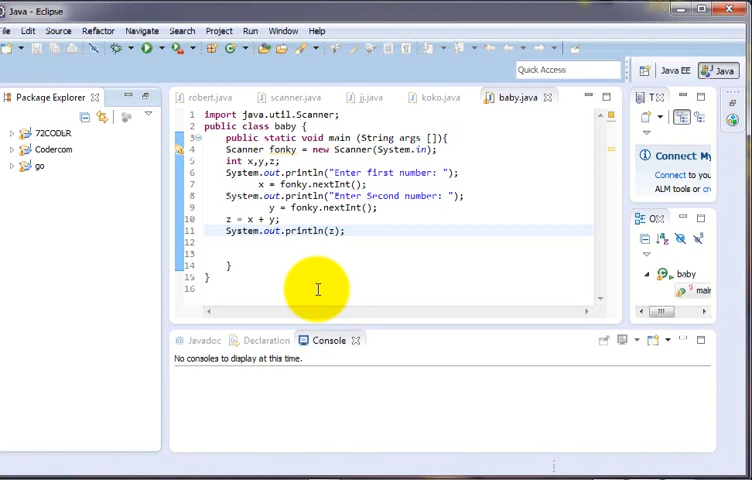 Java - Eclipse
File Edit Source Refactor Navigate Search Project Run Window Help
Quick Access
Java EE
Java
Package Explorer
72CODLR
Codercom
go
robert.java scanner.java jj.java koko.java baby.java
1 import java.util.Scanner;
2 public class baby {
3 public static void main (String args []){
4 Scanner fonky = new Scanner(System.in);
5 int x,y,z;
6 System.out.println("Enter first number: ");
7 x = fonky.nextInt();
8 System.out.println("Enter Second number: ");
9 y = fonky.nextInt();
10 z = x + y;
11 System.out.println(z);
12
13
14 }
15 }
16
T
Connect My
Connect to you
ALM tools or cre
O
baby
main
Javadoc Declaration Console
No consoles to display at this time.